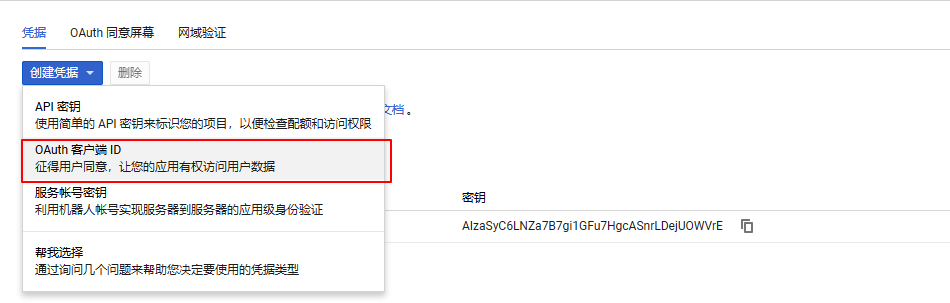 凭据 OAuth 同意屏幕 网域验证
创建凭据 删除
API 密钥
使用简单的 API 密钥来标识您的项目，以便检查配额和访问权限
文档。
OAuth 客户端 ID
征得用户同意，让您的应用有权访问用户数据
服务帐号密钥
利用机器人帐号实现服务器到服务器的应用级身份验证
密钥
AIzaSyC6LNZa7B7gi1GFu7HgcASnrLDejUOWVrE
帮我选择
通过询问几个问题来帮助您决定要使用的凭据类型